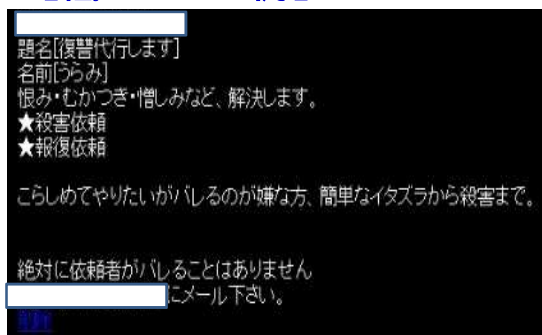 題名[復讐代行します]
名前[うらみ]
恨み・むかつき・憎しみなど、解決します。
★殺害依頼
★報復依頼
こらしめてやりたいがバレるのが嫌な方、簡単なイタズラから殺害まで。
絶対に依頼者がバレることはありません
にメール下さい。